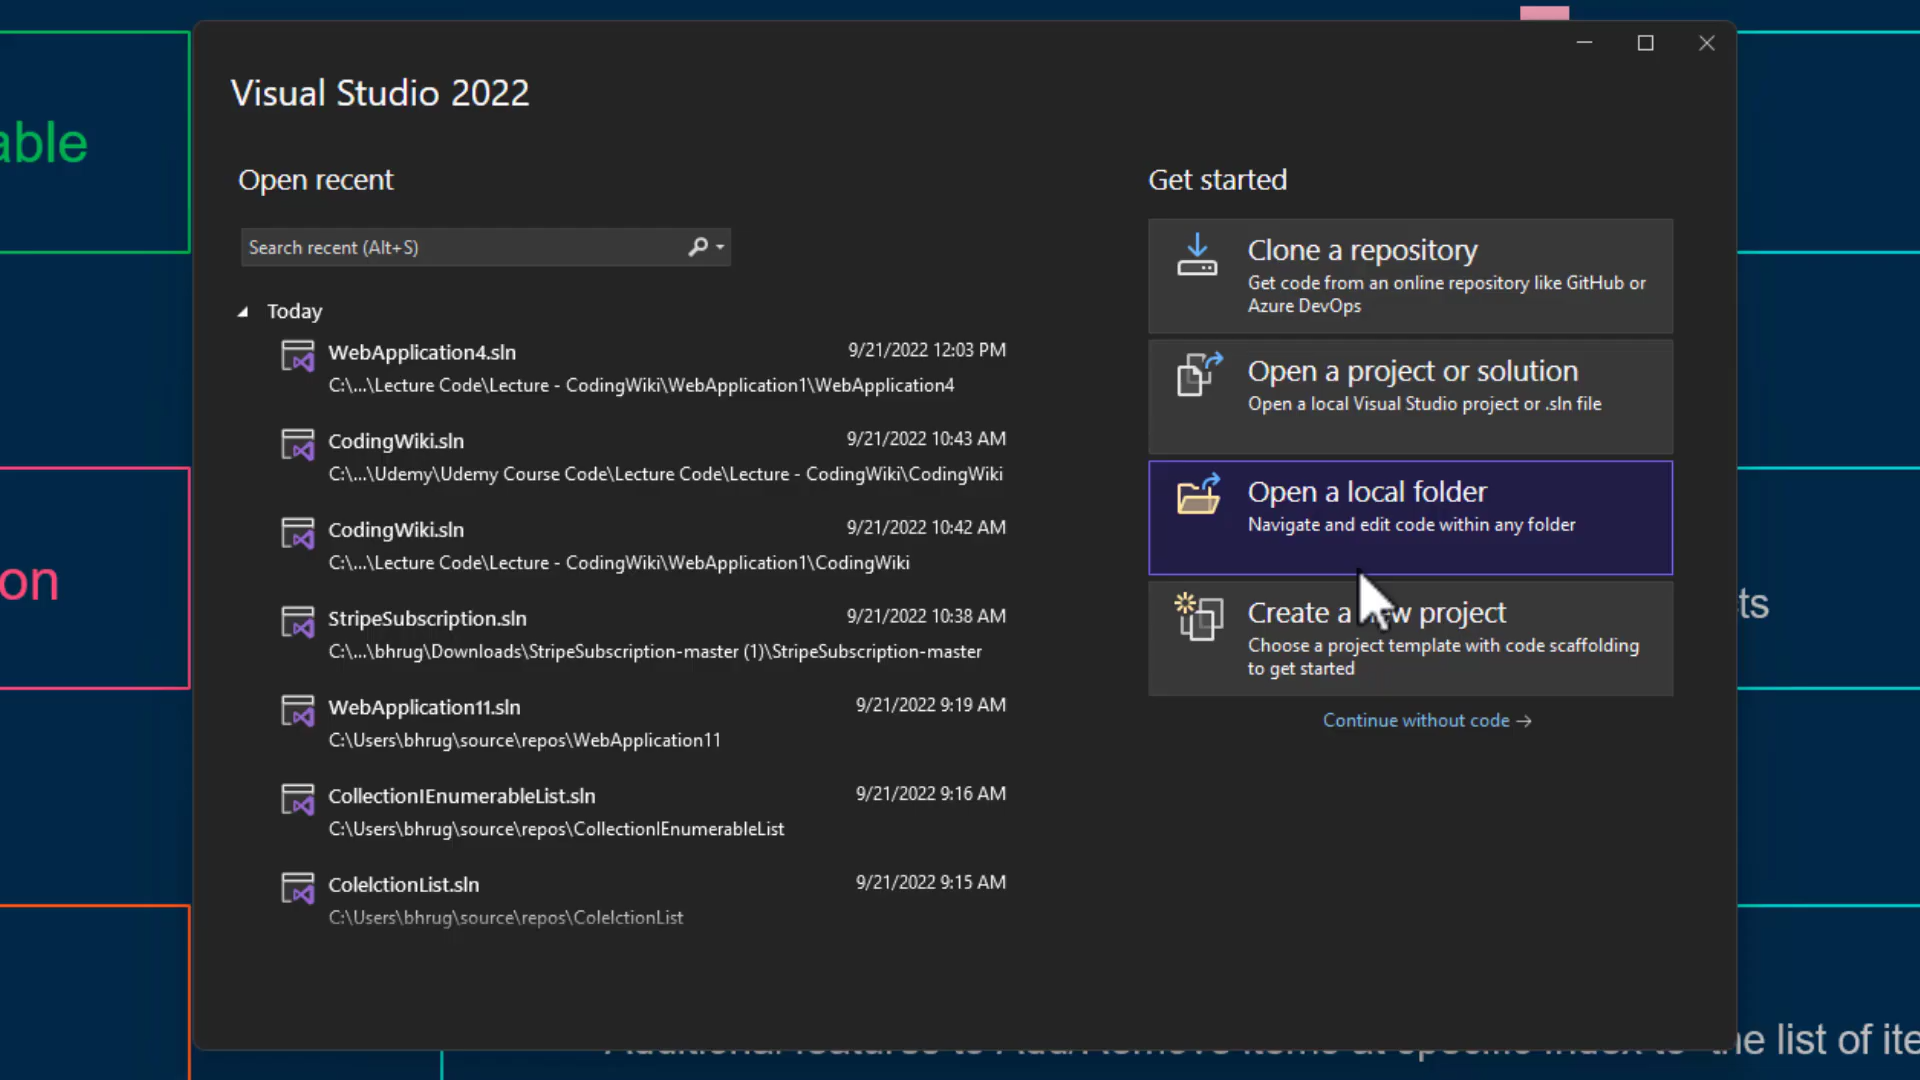 able
on
Visual Studio 2022
Open recent
Search recent (Alt+S)
Today
WebApplication4.sln 9/21/2022 12:03 PM
C:\...\Lecture Code\Lecture - CodingWiki\WebApplication1\WebApplication4
CodingWiki.sln 9/21/2022 10:43 AM
C:\...\Udemy\Udemy Course Code\Lecture Code\Lecture - CodingWiki\CodingWiki
CodingWiki.sln 9/21/2022 10:42 AM
C:\...\Lecture Code\Lecture - CodingWiki\WebApplication1\CodingWiki
StripeSubscription.sln 9/21/2022 10:38 AM
C:\...\bhrug\Downloads\StripeSubscription-master (1)\StripeSubscription-master
WebApplication11.sln 9/21/2022 9:19 AM
C:\Users\bhrug\source\repos\WebApplication11
CollectionIEnumerableList.sln 9/21/2022 9:16 AM
C:\Users\bhrug\source\repos\CollectionIEnumerableList
ColelctionList.sln 9/21/2022 9:15 AM
C:\Users\bhrug\source\repos\ColelctionList
Get started
Clone a repository
Get code from an online repository like GitHub or
Azure DevOps
Open a project or solution
Open a local Visual Studio project or .sln file
Open a local folder
Navigate and edit code within any folder
Create a new project
Choose a project template with code scaffolding
to get started
Continue without code →
ts
the list of ite